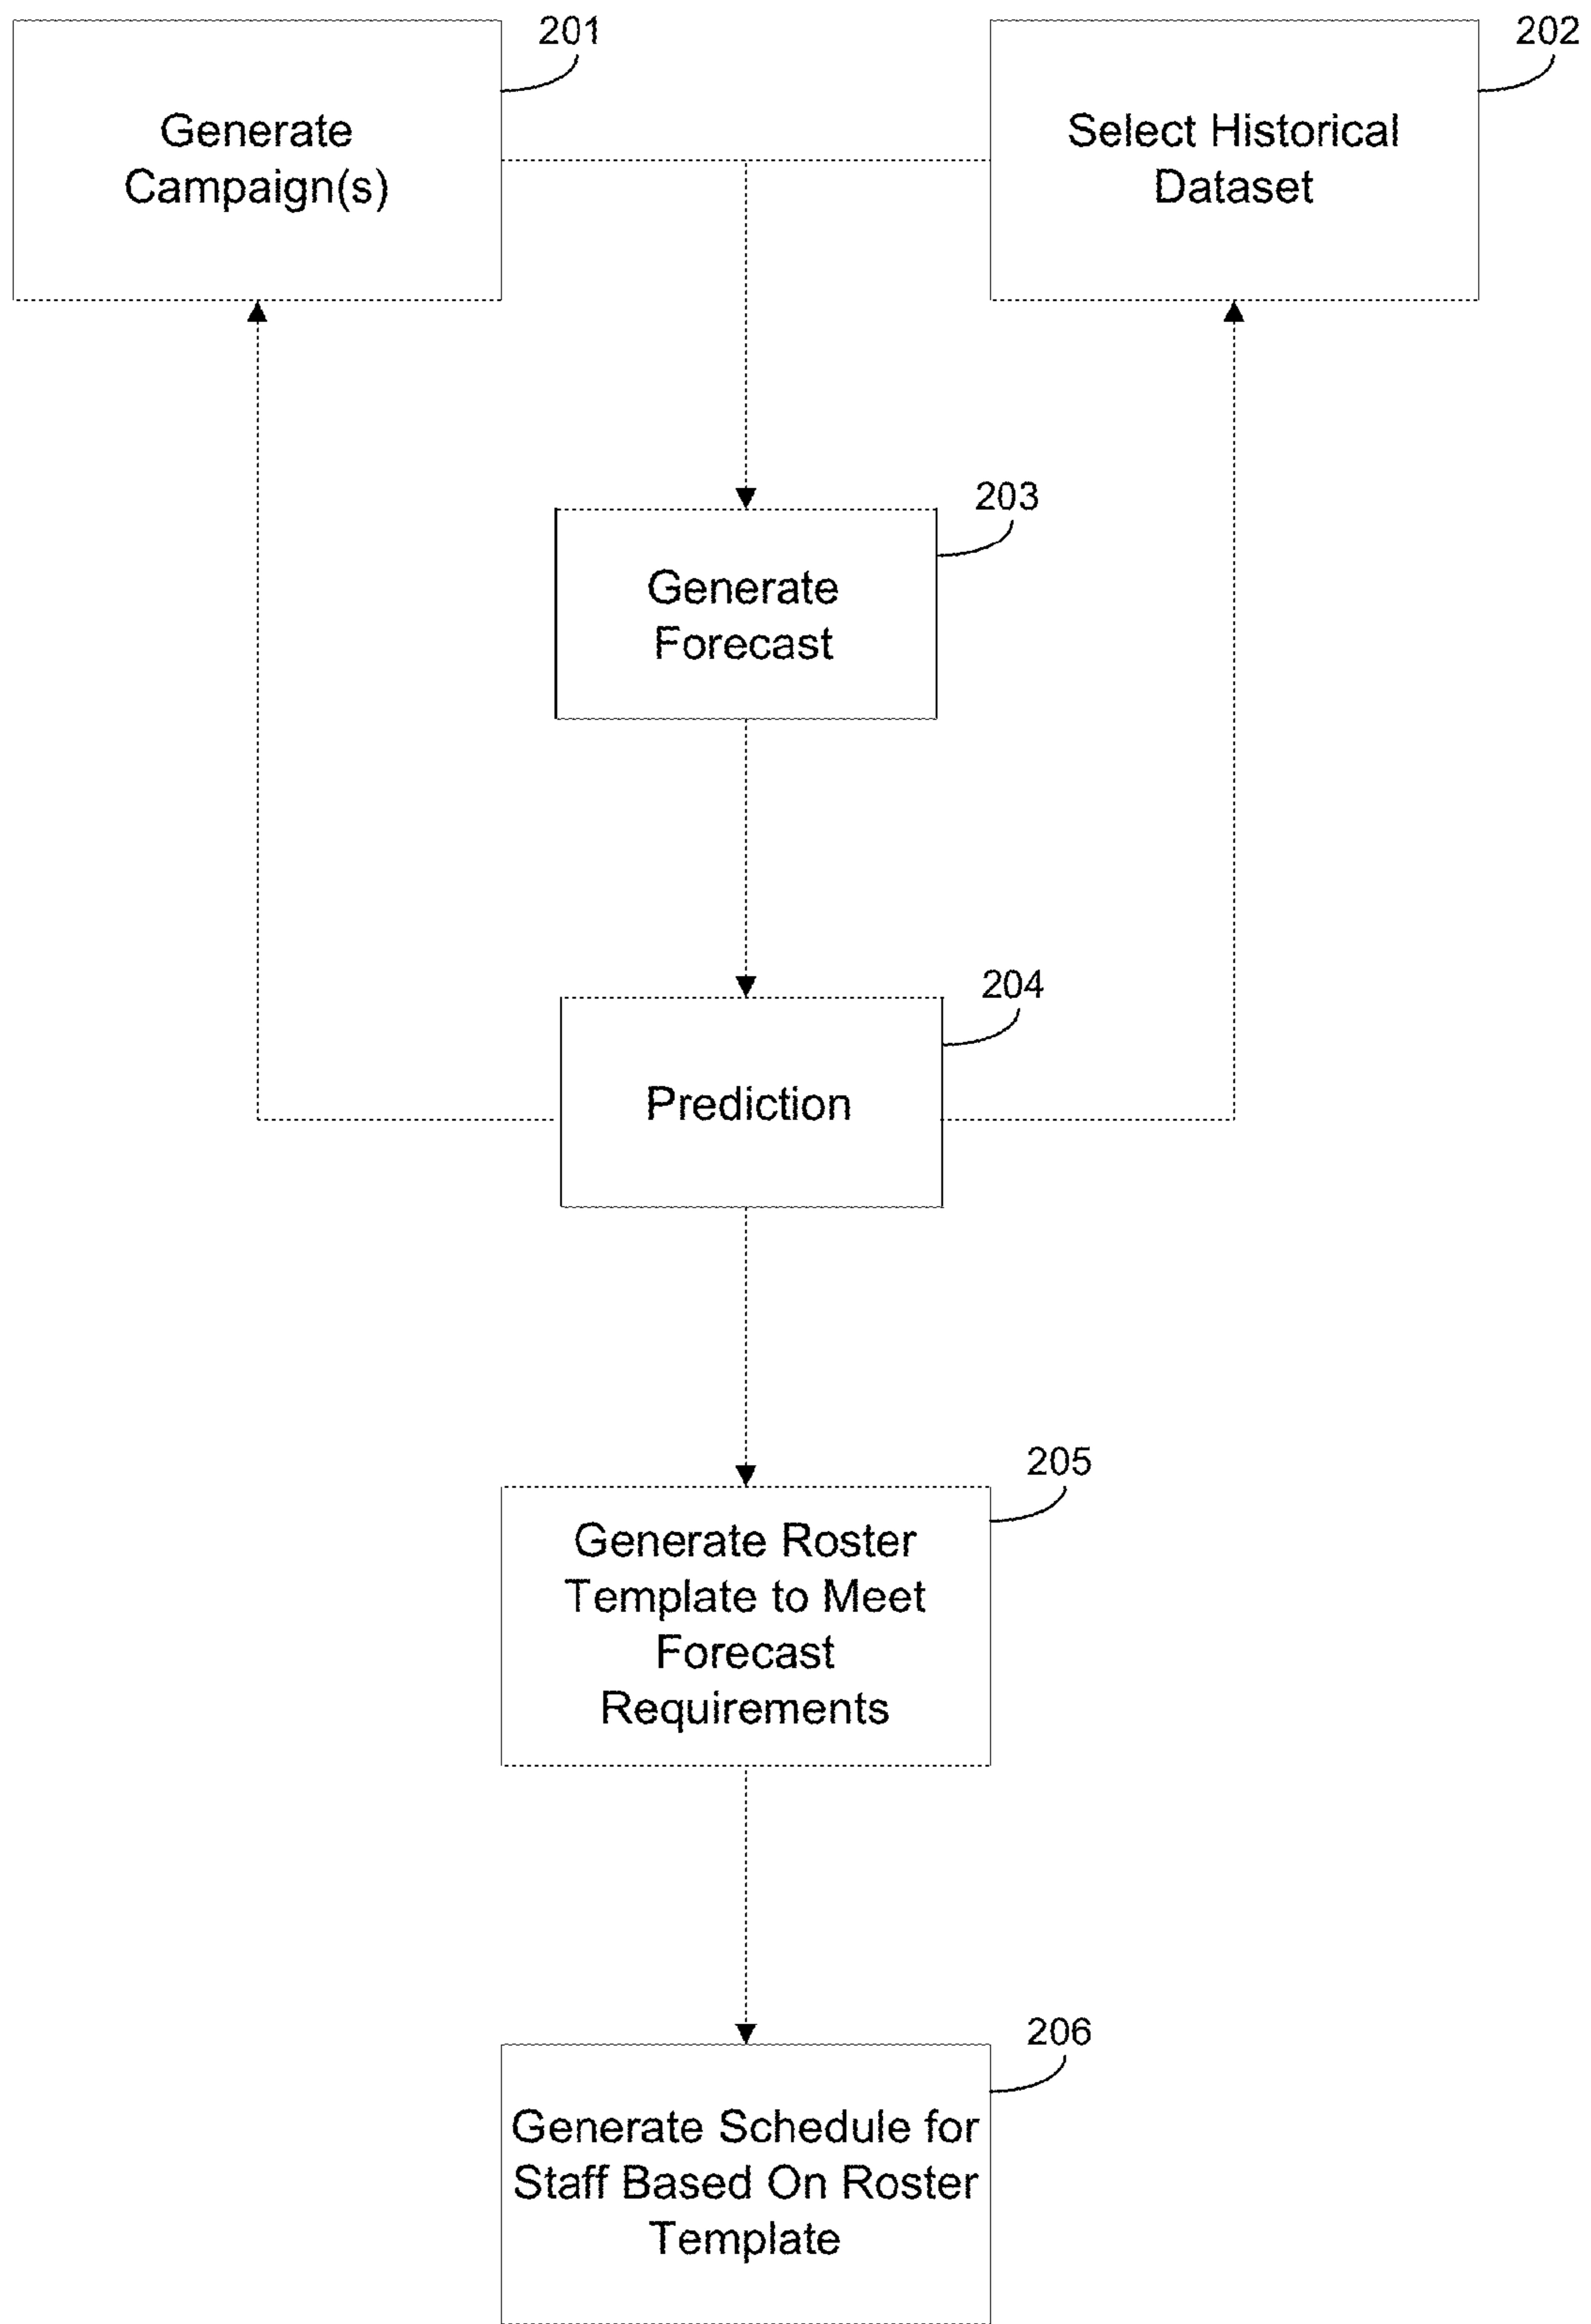 201
Generate
Campaign(s)
202
Select Historical
Dataset
203
Generate
Forecast
204
Prediction
205
Generate Roster
Template to Meet
Forecast
Requirements
206
Generate Schedule for
Staff Based On Roster
Template